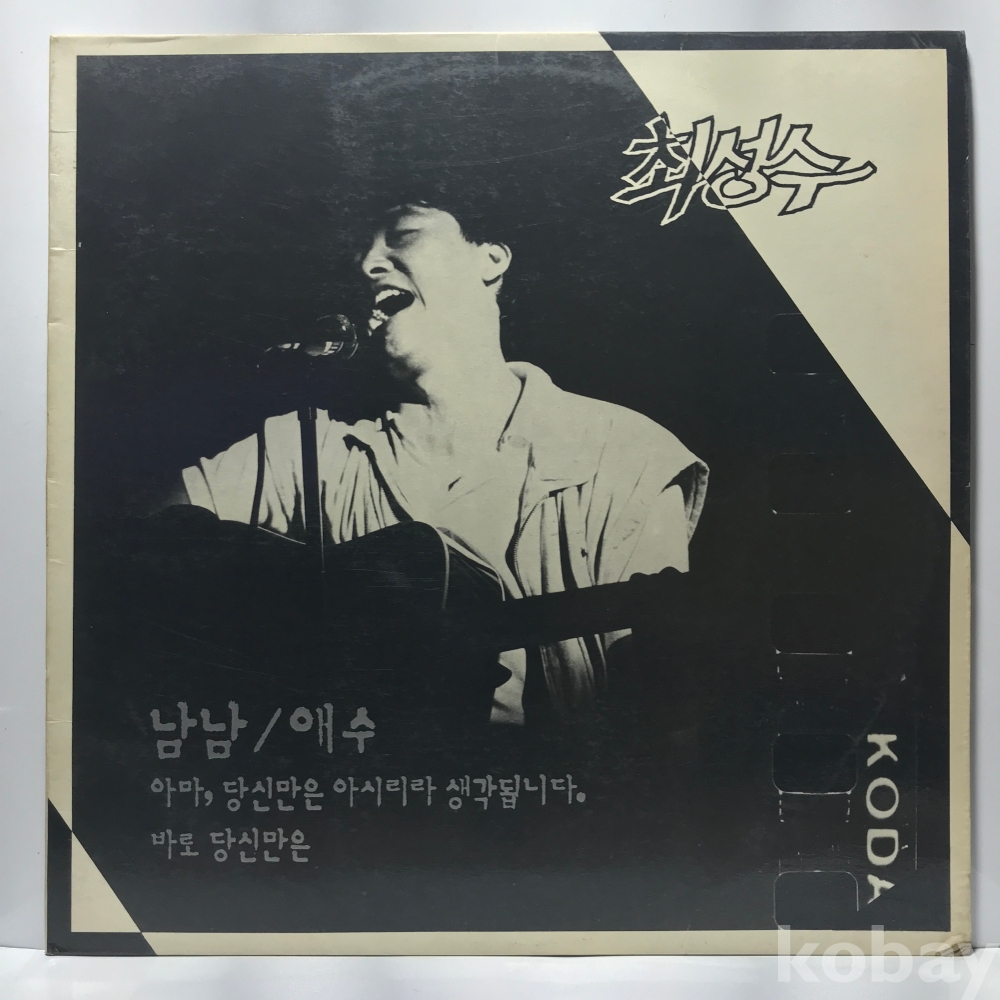 최성수
남남/애수
아마, 당신만은 아시리라 생각됩니다.
바로 당신만은
KODA
kobay